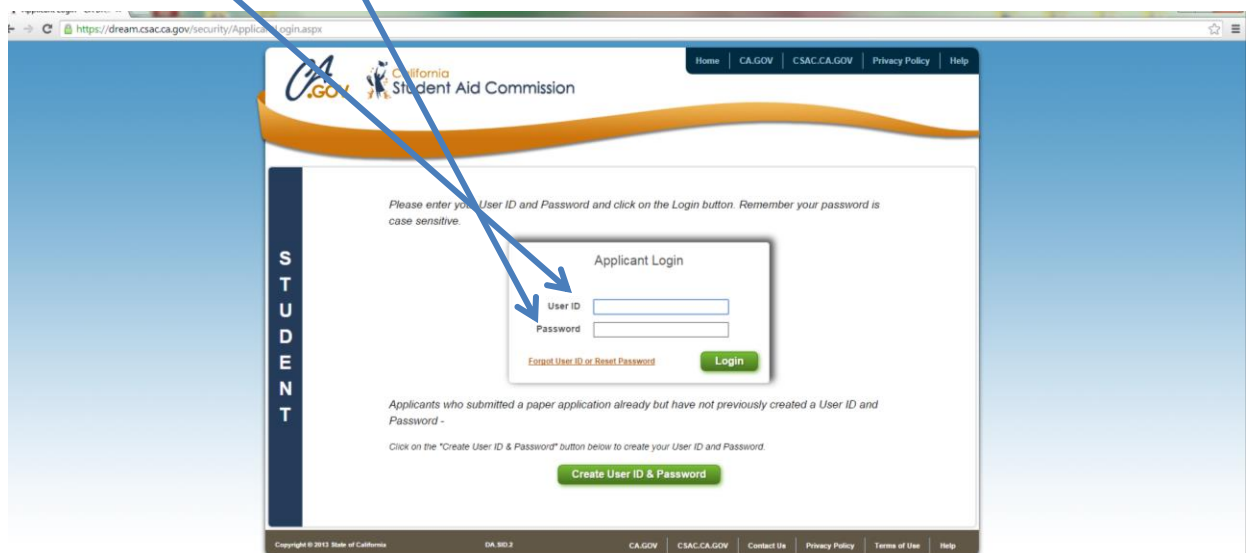 https://dream.csac.ca.gov/security/ApplicantLogin.aspx
Home | CA.GOV | CSAC.CA.GOV | Privacy Policy | Help
CA
.GOV
California
Student Aid Commission
Please enter your User ID and Password and click on the Login button. Remember your password is
case sensitive.
STUDENT
Applicant Login
User ID
Password
Forgot User ID or Reset Password
Login
Applicants who submitted a paper application already but have not previously created a User ID and
Password -
Click on the "Create User ID & Password" button below to create your User ID and Password.
Create User ID & Password
Copyright © 2013 State of California
DA.SID.2
CA.GOV | CSAC.CA.GOV | Contact Us | Privacy Policy | Terms of Use | Help